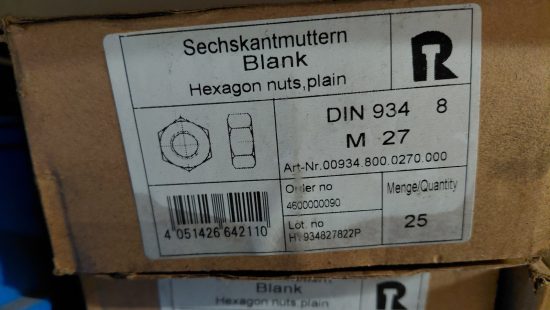 Sechskantmuttern
Blank
Hexagon nuts,plain
R
DIN 934 8
M 27
Art-Nr.00934.800.0270.000
Order no
4600000090
Menge/Quantity
Lot. no
H 934827822P
25
4 051426 642110
Blank
Hexagon nuts plain
R